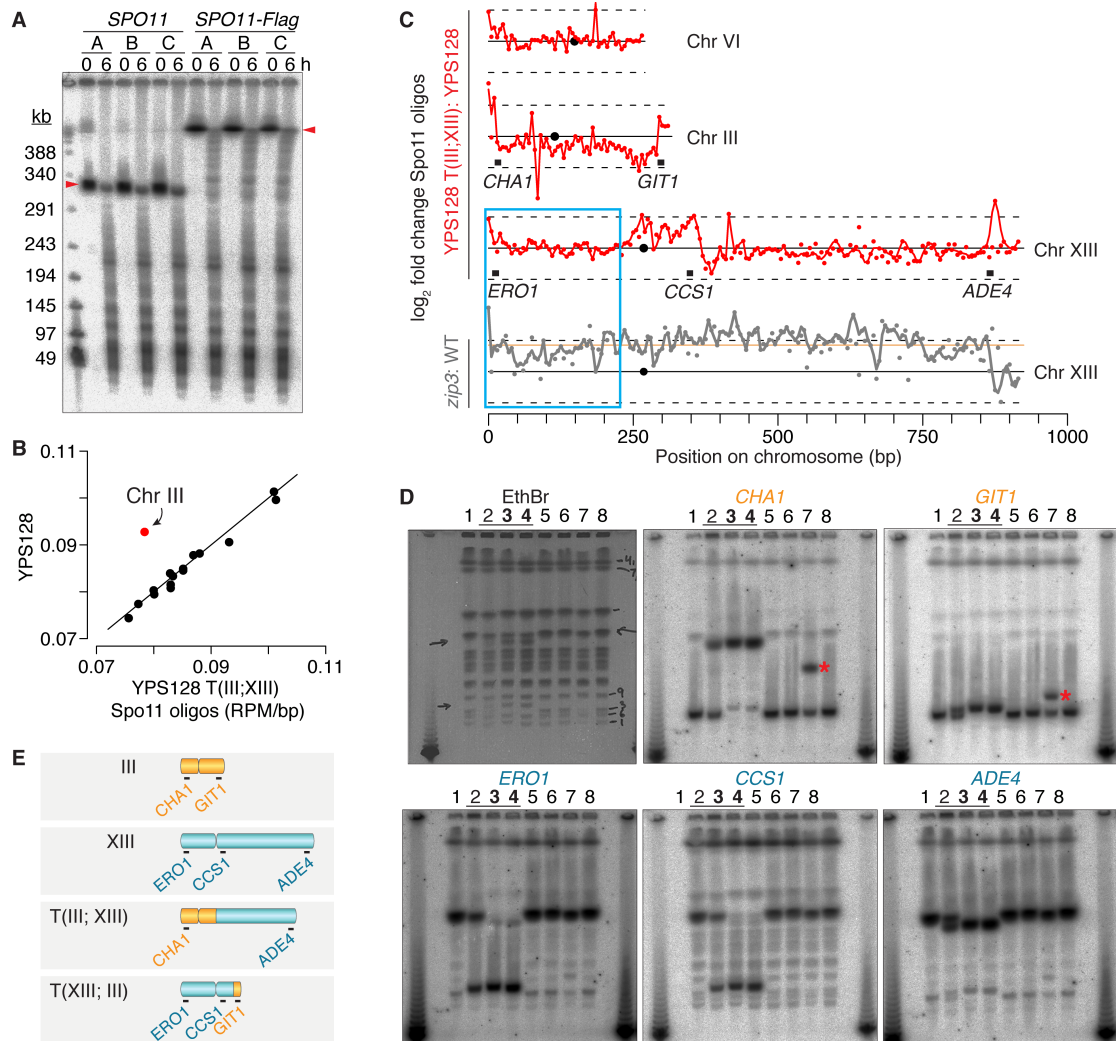 A
SPO11 SPO11-Flag
A B C A B C
0 6 0 6 0 6 0 6 0 6 0 6 h
kb
388
340
291
243
194
145
97
49
B
0.11
0.09
0.07
YPS128
Chr III
0.07 0.09 0.11
YPS128 T(III;XIII)
Spo11 oligos (RPM/bp)
C
log2 fold change Spo11 oligos
YPS128 T(III;XIII): YPS128
zip3: WT
Chr VI
Chr III
CHA1 GIT1
Chr XIII
ERO1 CCS1 ADE4
Chr XIII
0 250 500 750 1000
Position on chromosome (bp)
D
EthBr CHA1 GIT1
1 2 3 4 5 6 7 8 1 2 3 4 5 6 7 8 1 2 3 4 5 6 7 8
* *
ERO1 CCS1 ADE4
1 2 3 4 5 6 7 8 1 2 3 4 5 6 7 8 1 2 3 4 5 6 7 8
E
III
CHA1 GIT1
XIII
ERO1 CCS1 ADE4
T(III; XIII)
CHA1 ADE4
T(XIII; III)
ERO1 CCS1 GIT1